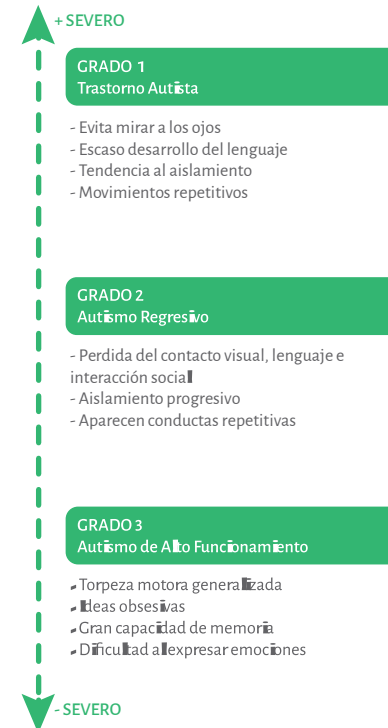 + SEVERO
GRADO 1
Trastorno Autista
- Evita mirar a los ojos
- Escaso desarrollo del lenguaje
- Tendencia al aislamiento
- Movimientos repetitivos
GRADO 2
Autismo Regresivo
- Perdida del contacto visual, lenguaje e
interacción social
- Aislamiento progresivo
- Aparecen conductas repetitivas
GRADO 3
Autismo de Alto Funcionamiento
- Torpeza motora generalizada
- Ideas obsesivas
- Gran capacidad de memoria
- Dificultad al expresar emociones
- SEVERO